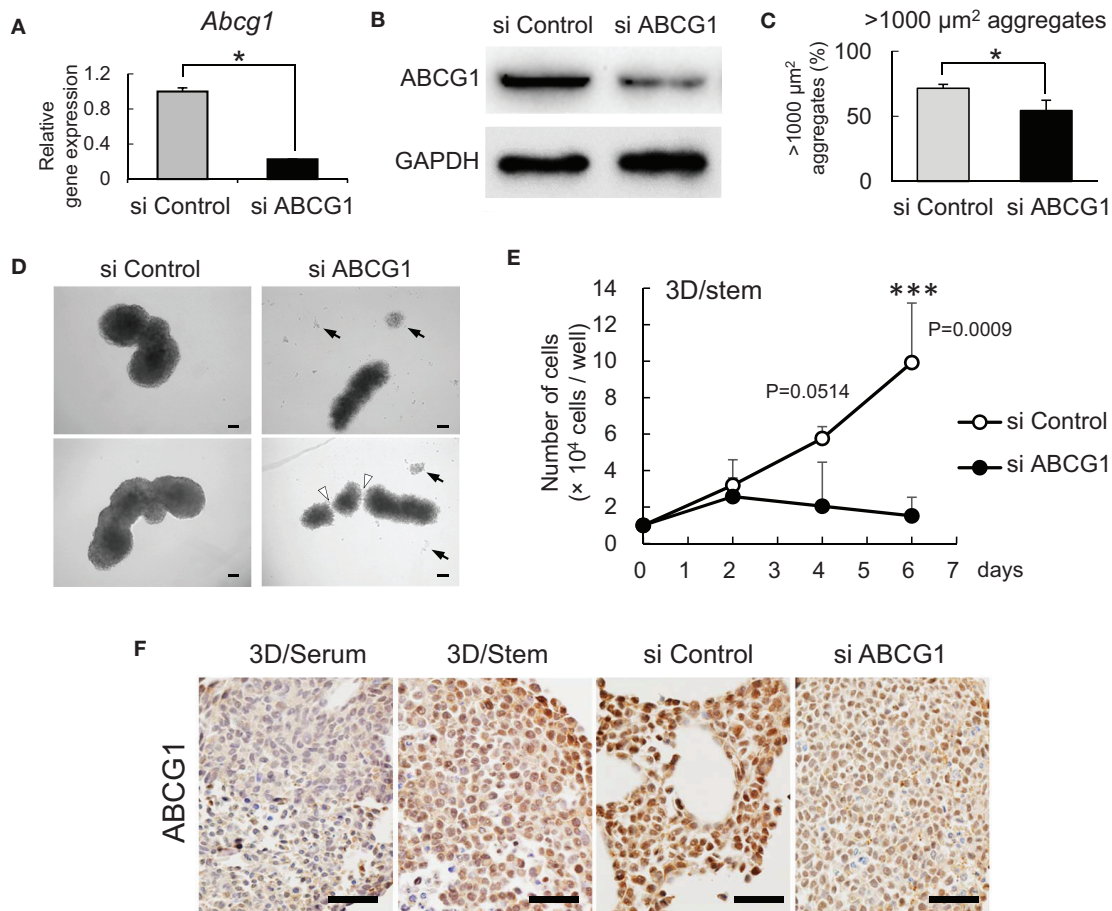 A
Abcg1
*
Relative
gene expression
1.2
0.8
0.4
0
si Control
si ABCG1
B
si Control
si ABCG1
ABCG1
GAPDH
C
>1000 µm² aggregates
*
>1000 µm²
aggregates (%)
100
50
0
si Control
si ABCG1
D
si Control
si ABCG1
E
3D/stem
Number of cells
(× 10⁴ cells / well)
14
12
10
8
6
4
2
0
***
P=0.0009
P=0.0514
si Control
si ABCG1
0 1 2 3 4 5 6 7 days
F
3D/Serum
3D/Stem
si Control
si ABCG1
ABCG1